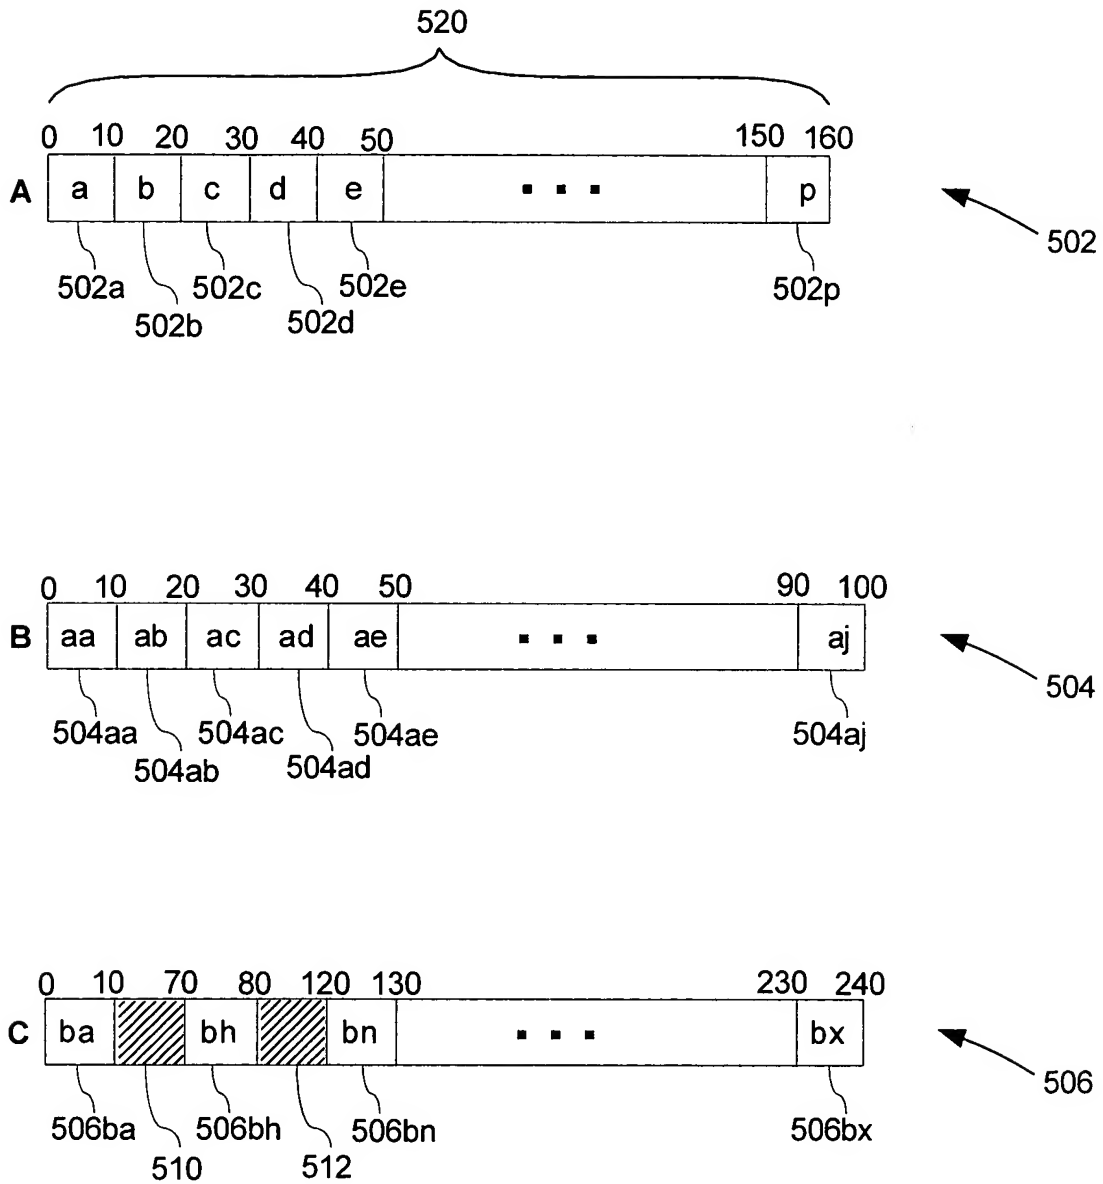 520
0 10 20 30 40 50 150 160
A a b c d e ... p
502
502a 502c 502e 502p
502b 502d
0 10 20 30 40 50 90 100
B aa ab ac ad ae ... aj
504
504aa 504ac 504ae 504aj
504ab 504ad
0 10 70 80 120 130 230 240
C ba bh bn ... bx
506
506ba 506bh 506bn 506bx
510 512